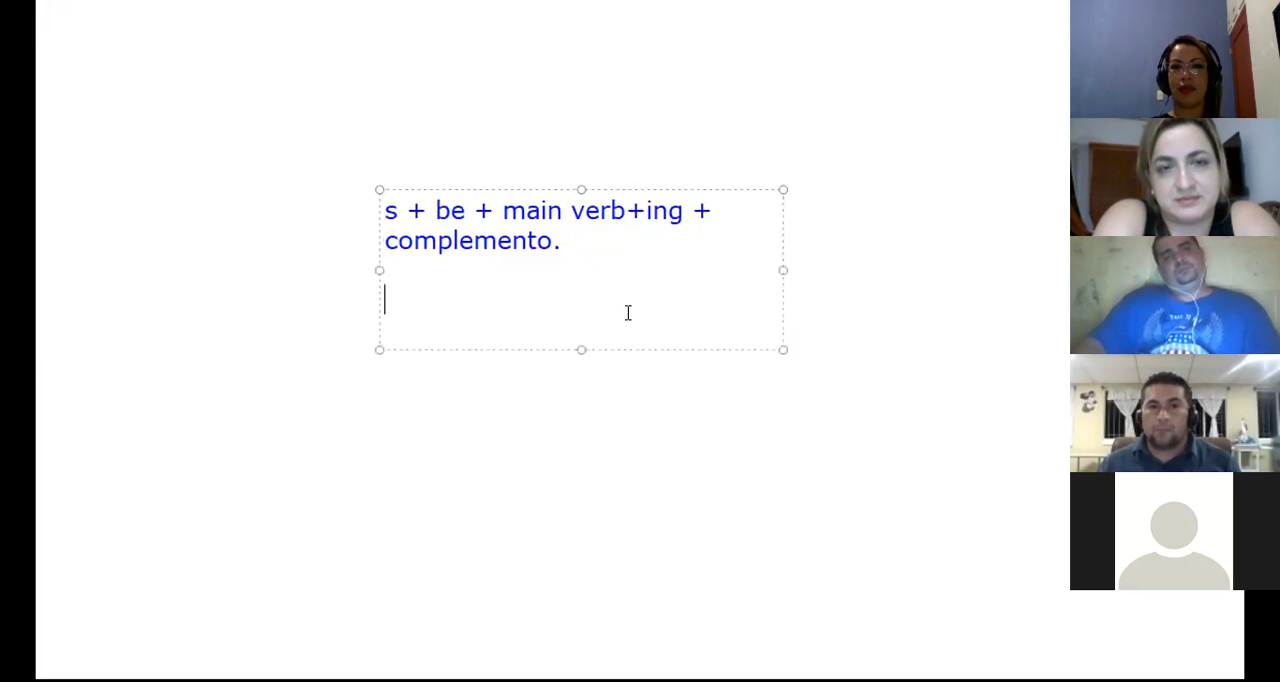 s + be + main verb+ing +
complemento.